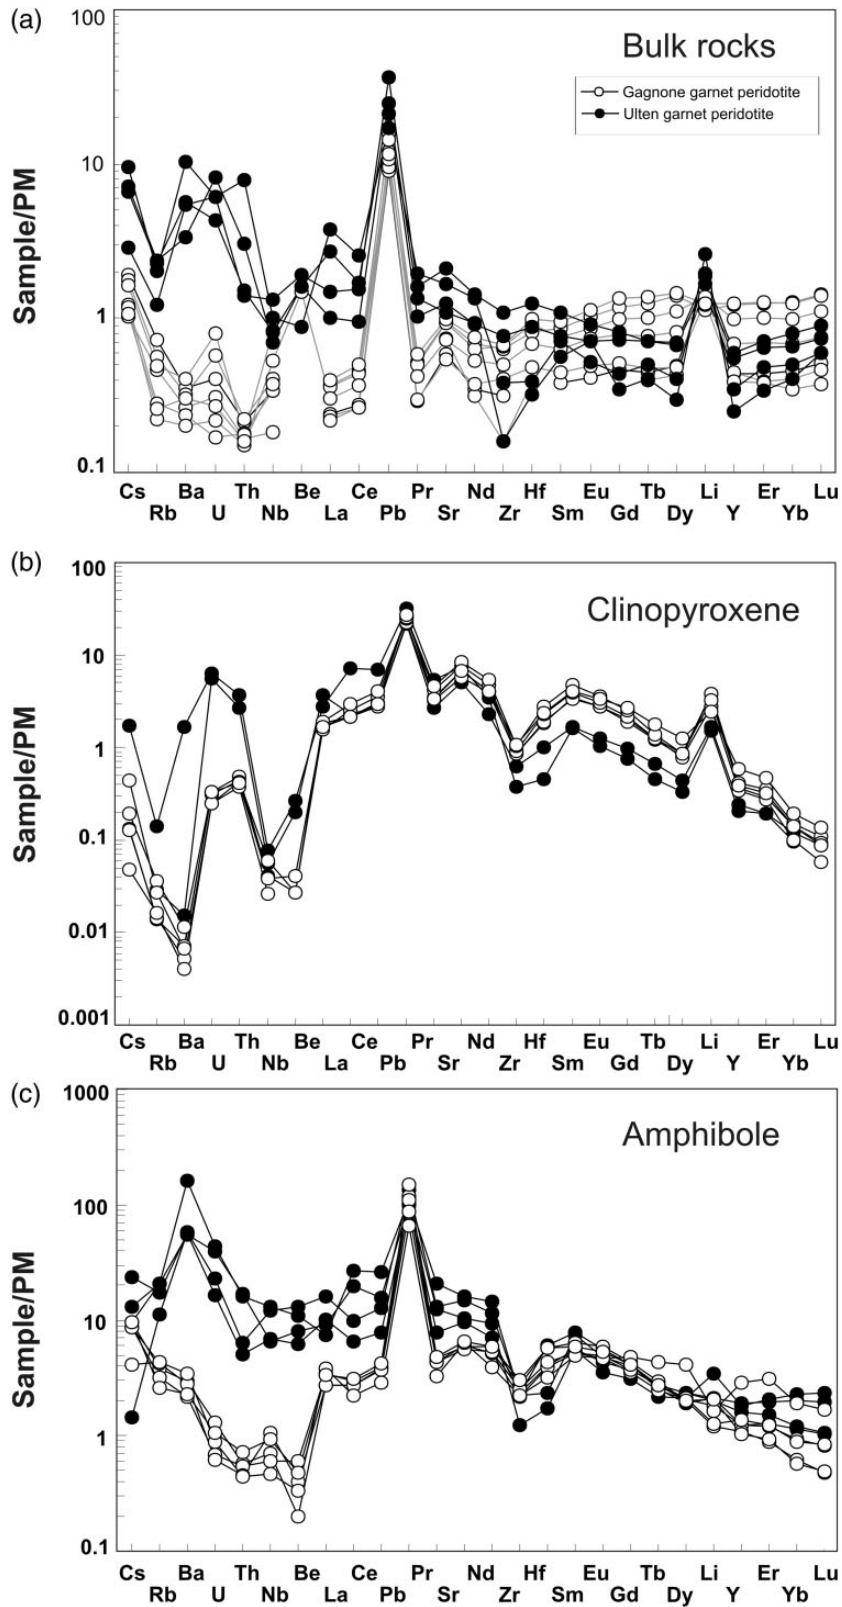 (a)
100
10
1
0.1
Sample/PM
Bulk rocks
Gagnone garnet peridotite
Ulten garnet peridotite
Cs Ba Th Be Ce Pr Nd Hf Eu Tb Li Er Lu
Rb U Nb La Pb Sr Zr Sm Gd Dy Y Yb
(b)
100
10
1
0.1
0.01
0.001
Sample/PM
Clinopyroxene
Cs Ba Th Be Ce Pr Nd Hf Eu Tb Li Er Lu
Rb U Nb La Pb Sr Zr Sm Gd Dy Y Yb
(c)
1000
100
10
1
0.1
Sample/PM
Amphibole
Cs Ba Th Be Ce Pr Nd Hf Eu Tb Li Er Lu
Rb U Nb La Pb Sr Zr Sm Gd Dy Y Yb